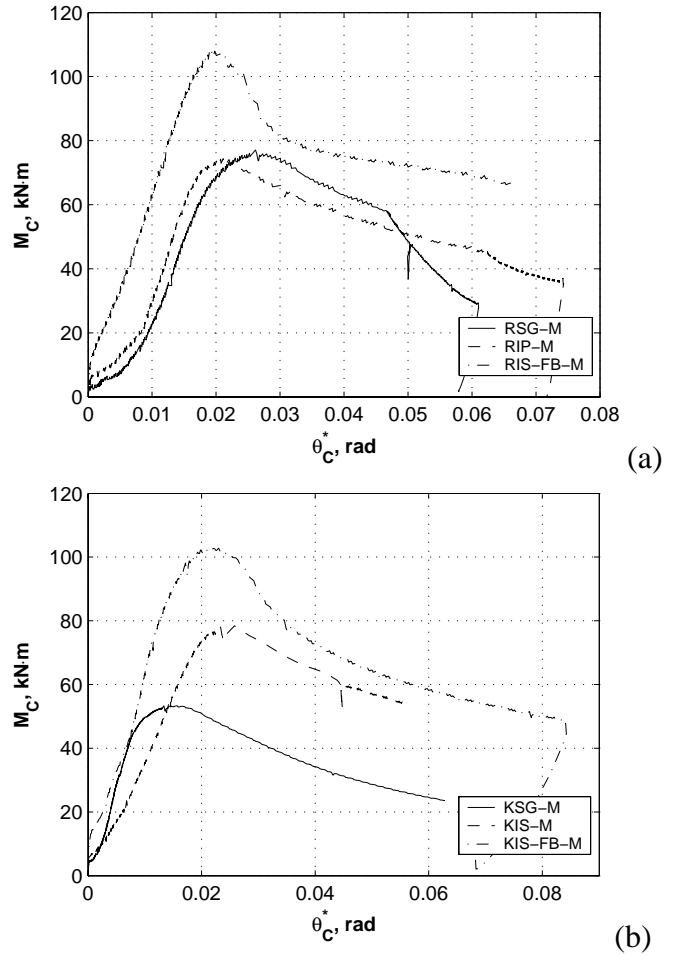 120
100
80
60
40
20
0
M_C, kN·m
0 0.01 0.02 0.03 0.04 0.05 0.06 0.07 0.08
θ*_C, rad
RSG−M
RIP−M
RIS−FB−M
(a)
120
100
80
60
40
20
0
M_C, kN·m
0 0.02 0.04 0.06 0.08
θ*_C, rad
KSG−M
KIS−M
KIS−FB−M
(b)